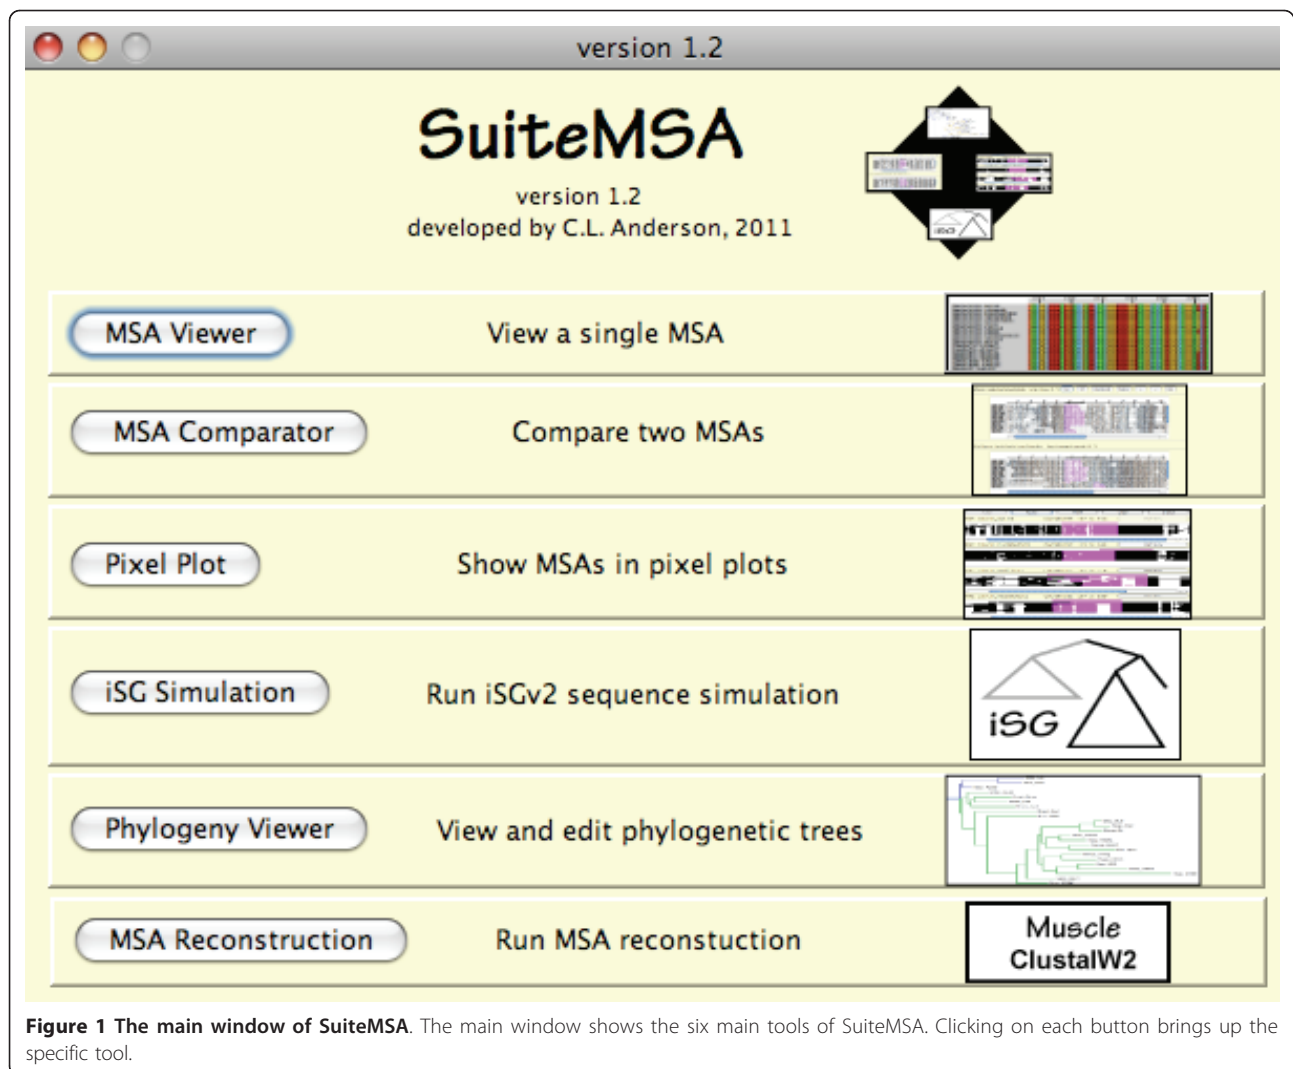 version 1.2
SuiteMSA
version 1.2
developed by C.L. Anderson, 2011
iSG
MSA Viewer View a single MSA
MSA Comparator Compare two MSAs
Pixel Plot Show MSAs in pixel plots
iSG Simulation Run iSGv2 sequence simulation
iSG
Phylogeny Viewer View and edit phylogenetic trees
MSA Reconstruction Run MSA reconstuction
Muscle
ClustalW2
Figure 1 The main window of SuiteMSA. The main window shows the six main tools of SuiteMSA. Clicking on each button brings up the
specific tool.